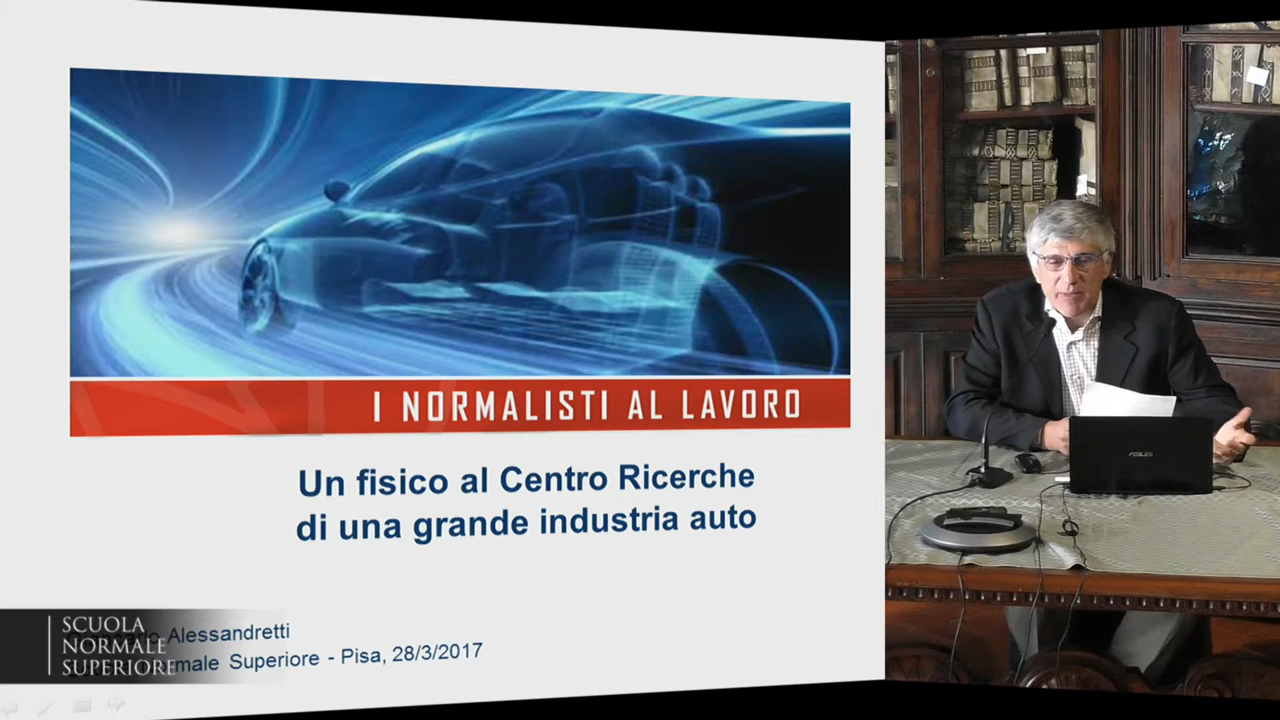 I NORMALISTI AL LAVORO
Un fisico al Centro Ricerche
di una grande industria auto
Alessandretti
Superiore - Pisa, 28/3/2017
SCUOLA
NORMALE
SUPERIORE
ASUS